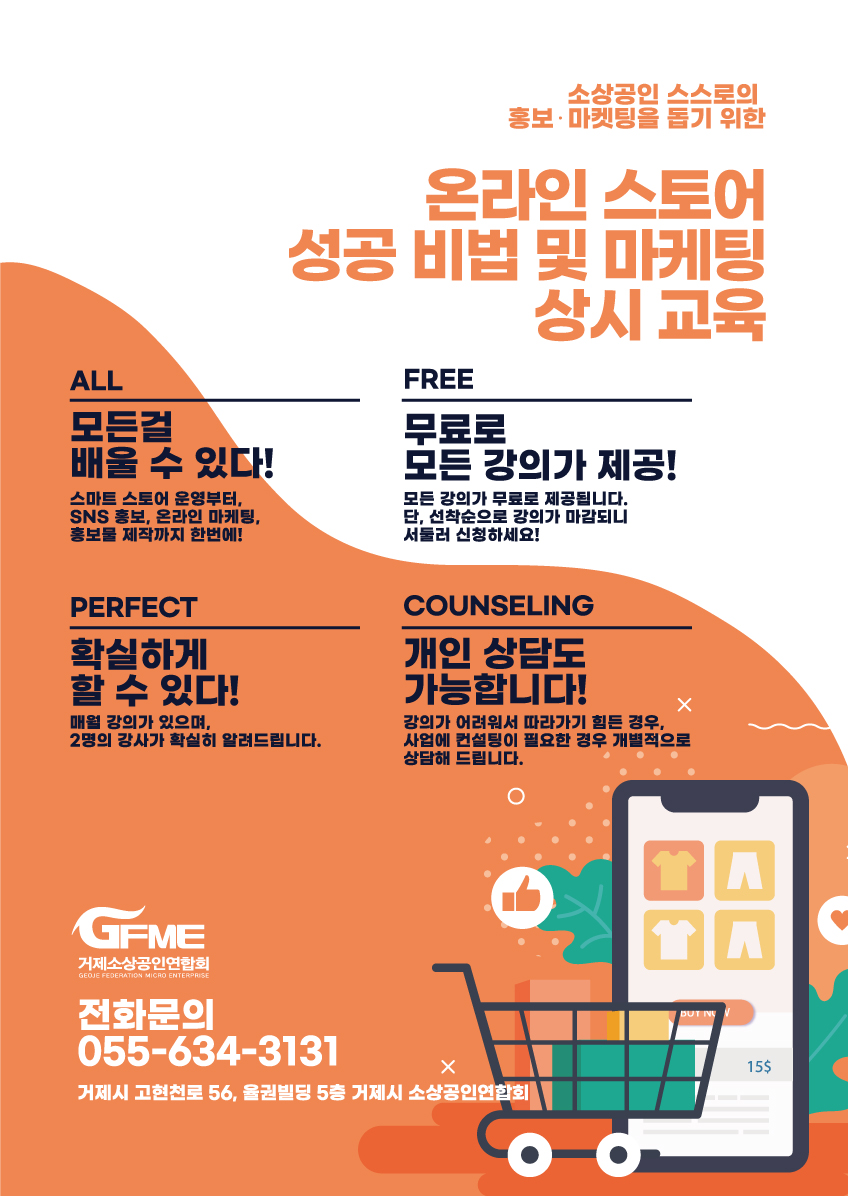 소상공인 스스로의
홍보·마켓팅을 돕기 위한
온라인 스토어
성공 비법 및 마케팅
상시 교육
ALL
모든걸
배울 수 있다!
스마트 스토어 운영부터,
SNS 홍보, 온라인 마케팅,
홍보물 제작까지 한번에!
FREE
무료로
모든 강의가 제공!
모든 강의가 무료로 제공됩니다.
단, 선착순으로 강의가 마감되니
서둘러 신청하세요!
PERFECT
확실하게
할 수 있다!
매월 강의가 있으며,
2명의 강사가 확실히 알려드립니다.
COUNSELING
개인 상담도
가능합니다!
강의가 어려워서 따라가기 힘든 경우,
사업에 컨설팅이 필요한 경우 개별적으로
상담해 드립니다.
GFME
거제소상공인연합회
GEOJE FEDERATION MICRO ENTERPRISE
전화문의
055-634-3131
거제시 고현천로 56, 율권빌딩 5층 거제시 소상공인연합회
BUY NOW
15$